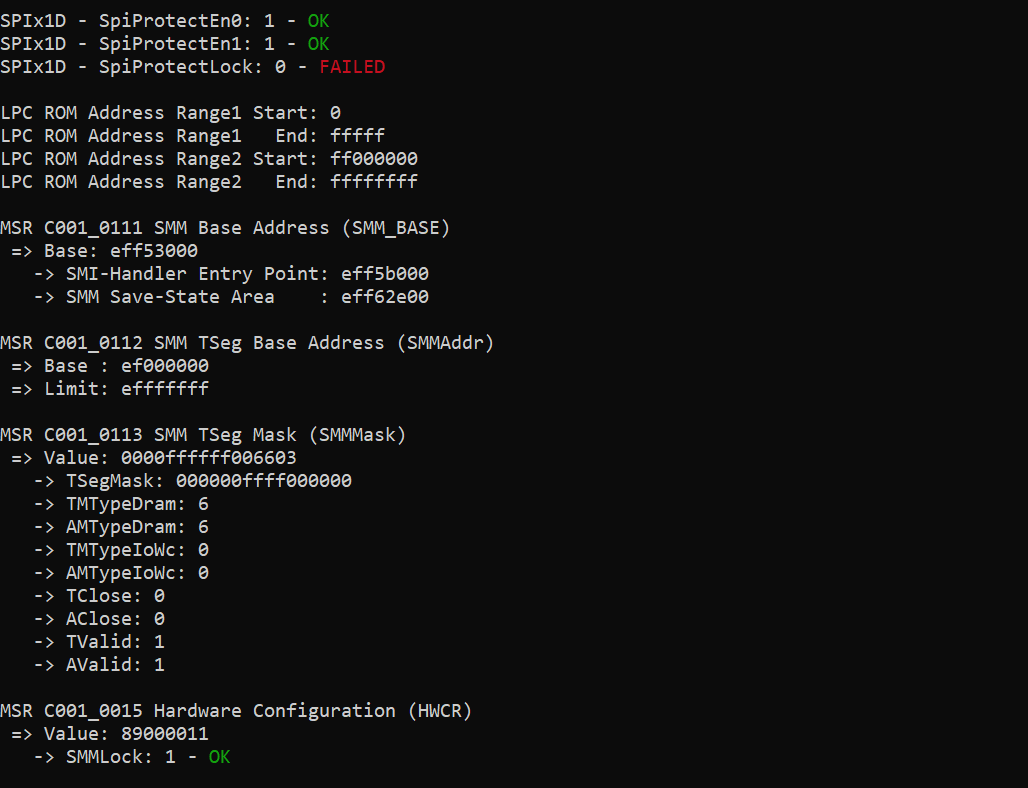 SPIx1D - SpiProtectEn0: 1 - OK
SPIx1D - SpiProtectEn1: 1 - OK
SPIx1D - SpiProtectLock: 0 - FAILED
LPC ROM Address Range1 Start: 0
LPC ROM Address Range1   End: fffff
LPC ROM Address Range2 Start: ff000000
LPC ROM Address Range2   End: ffffffff
MSR C001_0111 SMM Base Address (SMM_BASE)
 => Base: eff53000
   -> SMI-Handler Entry Point: eff5b000
   -> SMM Save-State Area    : eff62e00
MSR C001_0112 SMM TSeg Base Address (SMMAddr)
 => Base : ef000000
 => Limit: efffffff
MSR C001_0113 SMM TSeg Mask (SMMMask)
 => Value: 0000ffffff006603
   -> TSegMask: 000000ffff000000
   -> TMTypeDram: 6
   -> AMTypeDram: 6
   -> TMTypeIoWc: 0
   -> AMTypeIoWc: 0
   -> TClose: 0
   -> AClose: 0
   -> TValid: 1
   -> AValid: 1
MSR C001_0015 Hardware Configuration (HWCR)
 => Value: 89000011
   -> SMMLock: 1 - OK